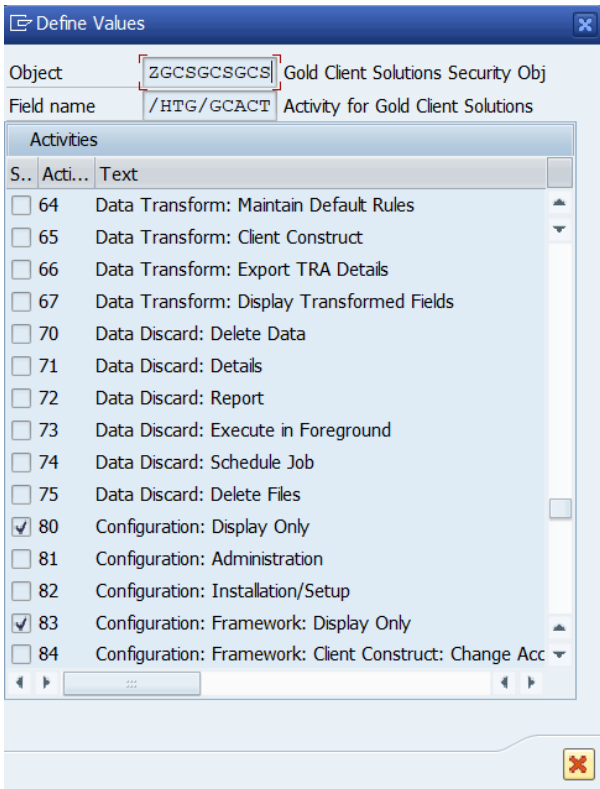 Define Values
Object ZGCSGCSGCS Gold Client Solutions Security Obj
Field name /HTG/GCACT Activity for Gold Client Solutions
Activities
S.. Acti... Text
64 Data Transform: Maintain Default Rules
65 Data Transform: Client Construct
66 Data Transform: Export TRA Details
67 Data Transform: Display Transformed Fields
70 Data Discard: Delete Data
71 Data Discard: Details
72 Data Discard: Report
73 Data Discard: Execute in Foreground
74 Data Discard: Schedule Job
75 Data Discard: Delete Files
80 Configuration: Display Only
81 Configuration: Administration
82 Configuration: Installation/Setup
83 Configuration: Framework: Display Only
84 Configuration: Framework: Client Construct: Change Acc